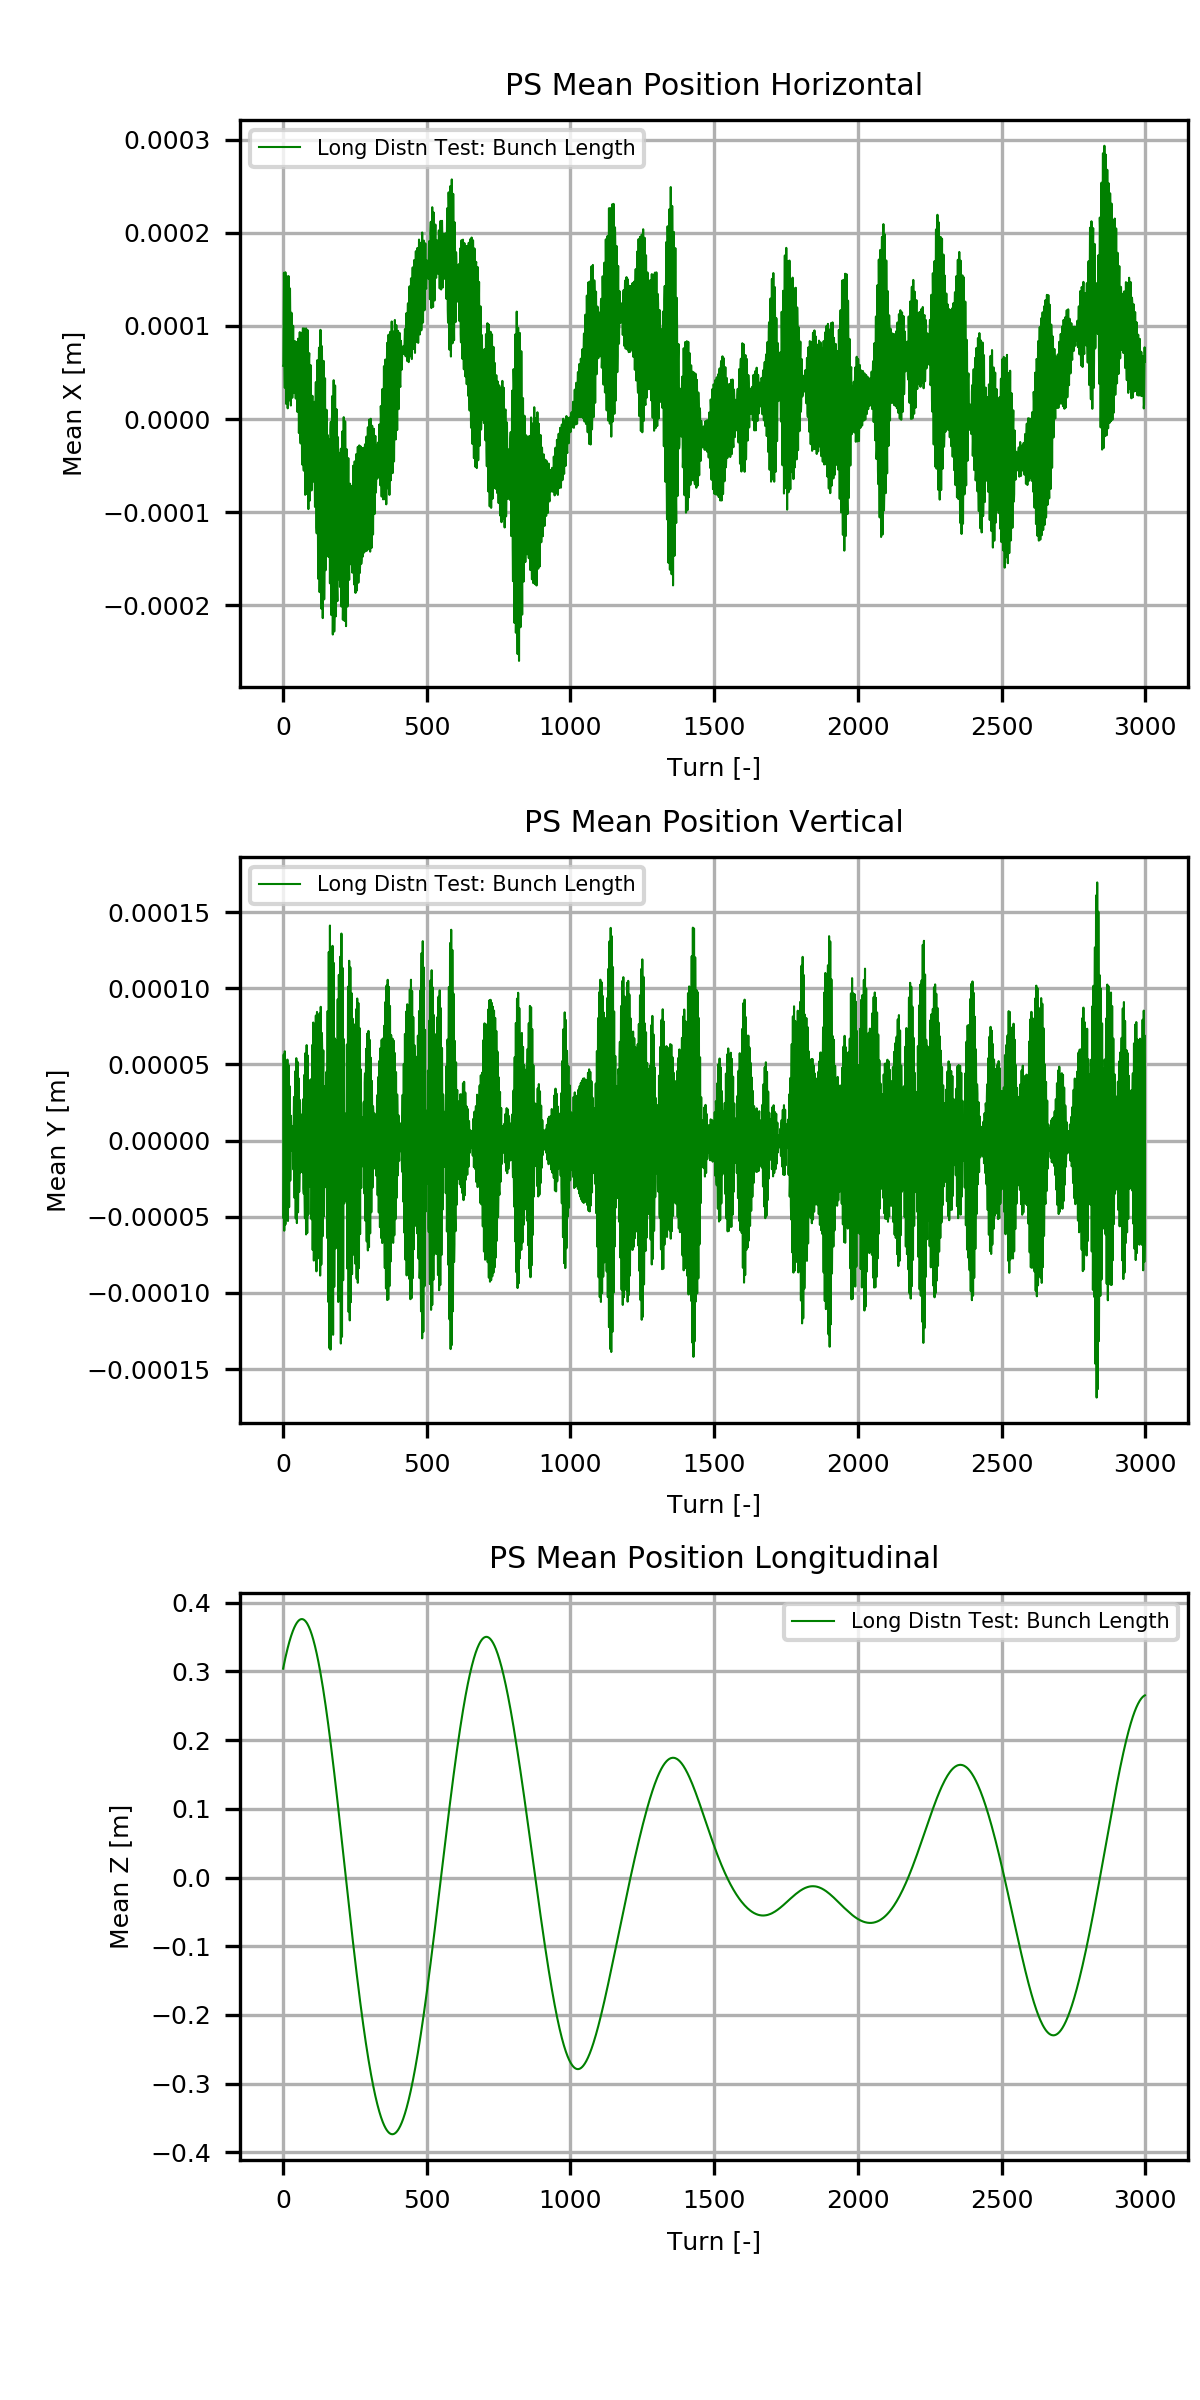 PS Mean Position Horizontal
Long Distn Test: Bunch Length
0.0003
0.0002
0.0001
0.0000
−0.0001
−0.0002
Mean X [m]
0 500 1000 1500 2000 2500 3000
Turn [-]
PS Mean Position Vertical
Long Distn Test: Bunch Length
0.00015
0.00010
0.00005
0.00000
−0.00005
−0.00010
−0.00015
Mean Y [m]
0 500 1000 1500 2000 2500 3000
Turn [-]
PS Mean Position Longitudinal
Long Distn Test: Bunch Length
0.4
0.3
0.2
0.1
0.0
−0.1
−0.2
−0.3
−0.4
Mean Z [m]
0 500 1000 1500 2000 2500 3000
Turn [-]